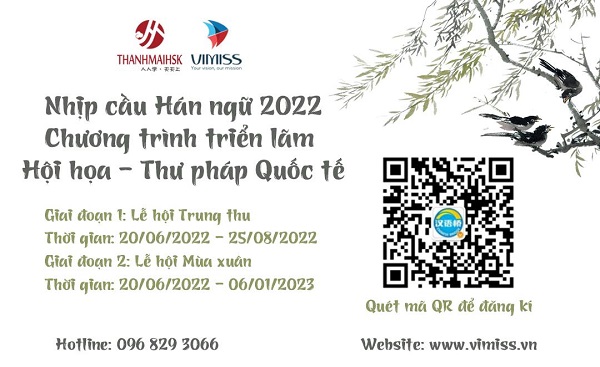 THANHMAIHSK
人人学·天天上
VIMISS
Your vision, our mission
Nhịp cầu Hán ngữ 2022
Chương trình triển lãm
Hội họa – Thư pháp Quốc tế
Giai đoạn 1: Lễ hội Trung thu
Thời gian: 20/06/2022 – 25/08/2022
Giai đoạn 2: Lễ hội Mùa xuân
Thời gian: 20/06/2022 – 06/01/2023
汉语桥
Quét mã QR để đăng kí
Hotline: 096 829 3066
Website: www.vimiss.vn